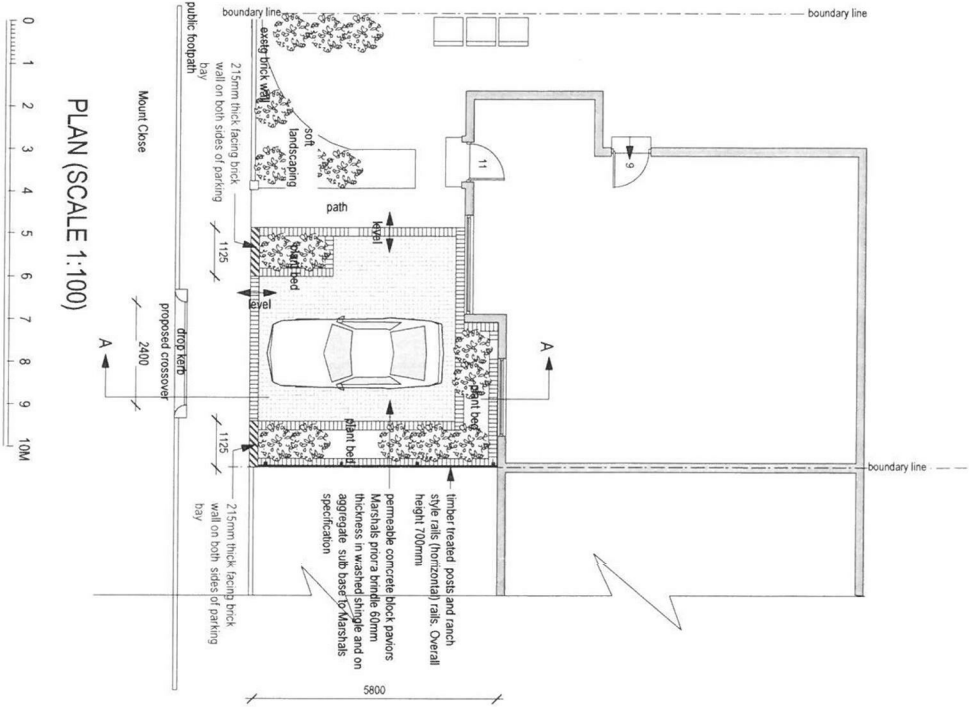 boundary line
boundary line
public footpath
exstg brick wall
215mm thick facing brick
wall on both sides of parking
bay
soft
landscaping
11
9
0 1 2 3 4 5 6 7 8 9 10M
PLAN (SCALE 1:100)
Mount Close
path
level
1125
plant bed
level
A
A
drop kerb
proposed crossover
2400
plant bed
plant bed
1125
boundary line
215mm thick facing brick
wall on both sides of parking
bay
timber treated posts and ranch
style rails (horizontal) rails. Overall
height 700mmi
permeable comcrete block paviors
Marshals priora brindle 60mm
thickness in washed shingle and on
aggregate sutb base to Marshals
specification
5800